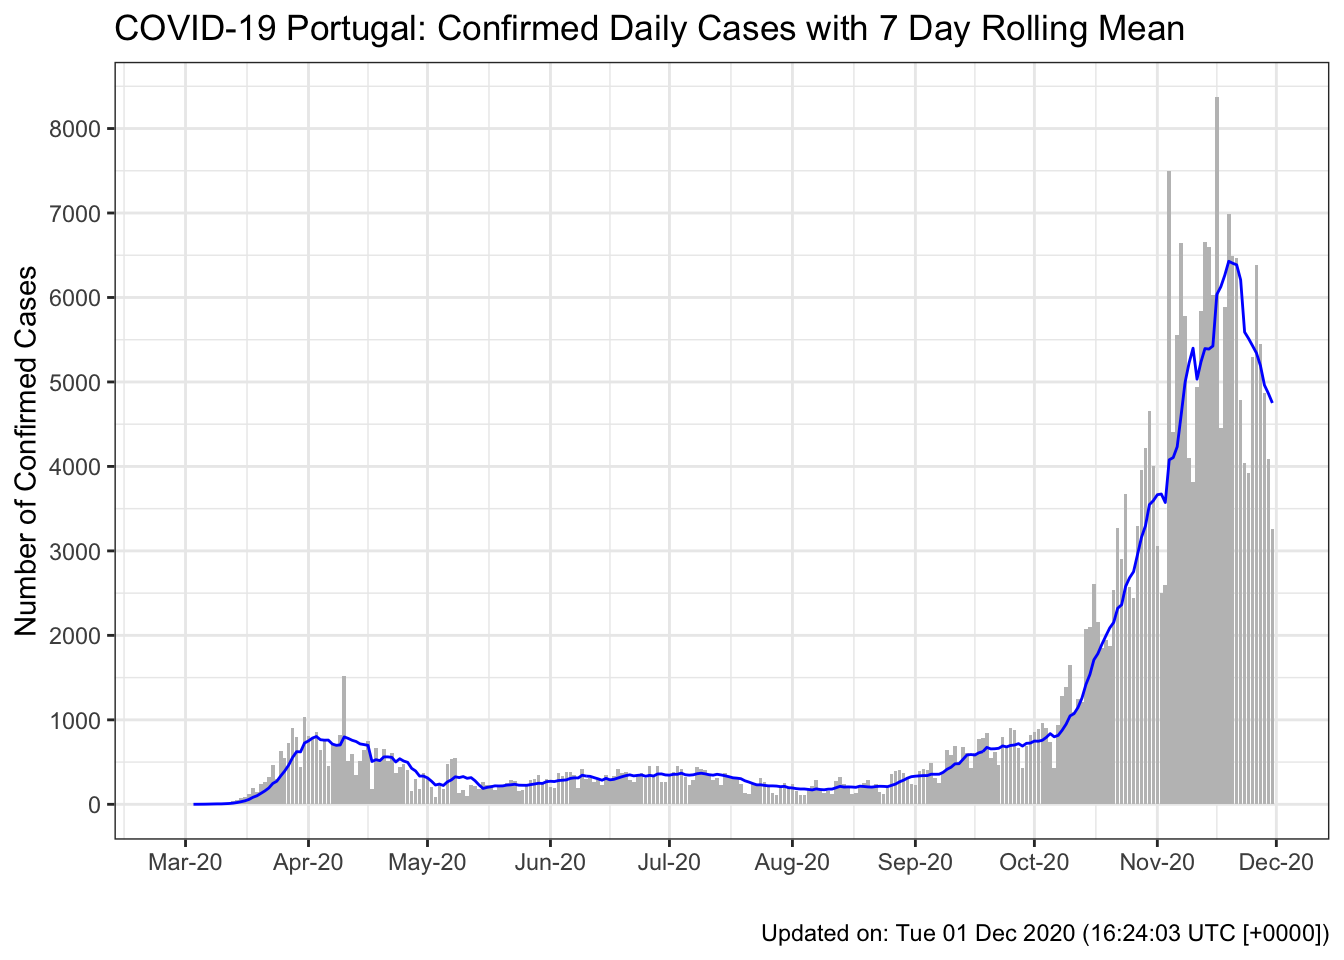 COVID-19 Portugal: Confirmed Daily Cases with 7 Day Rolling Mean
Number of Confirmed Cases
8000
7000
6000
5000
4000
3000
2000
1000
0
Mar-20 Apr-20 May-20 Jun-20 Jul-20 Aug-20 Sep-20 Oct-20 Nov-20 Dec-20
Updated on: Tue 01 Dec 2020 (16:24:03 UTC [+0000])